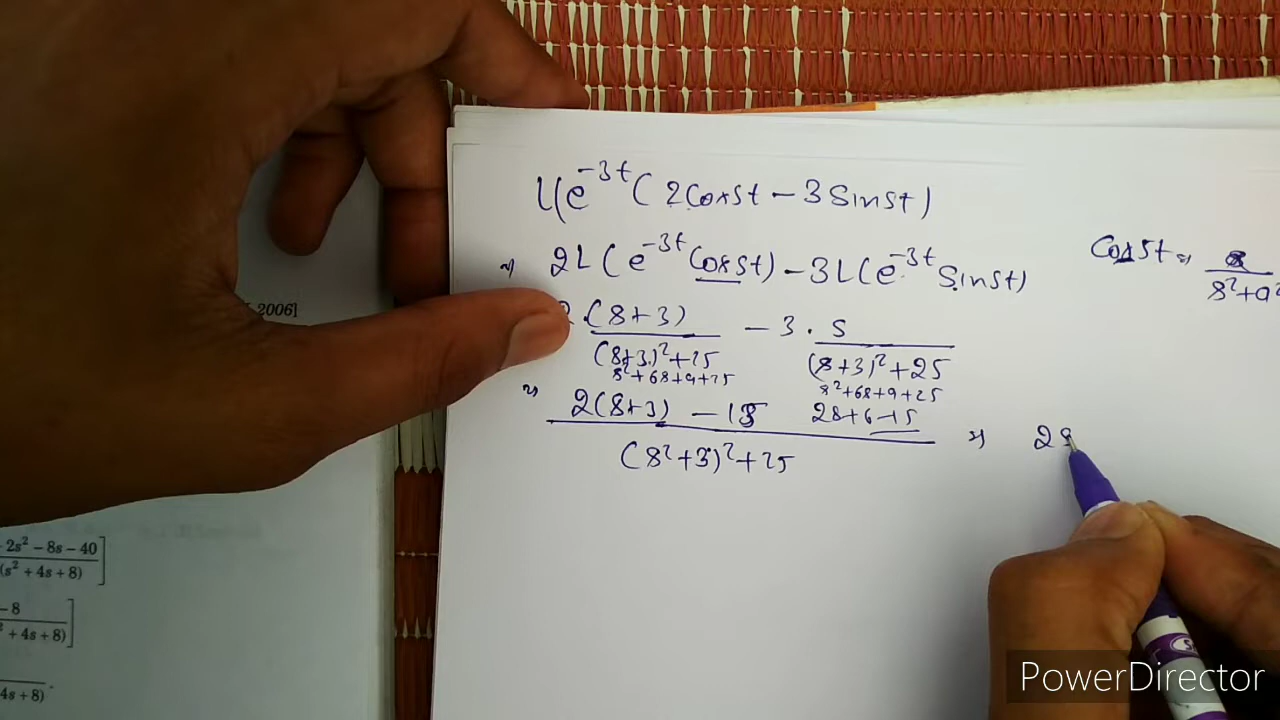 L(e^-3t ( 2Cos5t - 3Sin5t )
⇒ 2L ( e^-3t Cos5t ) - 3L( e^-3t Sin5t )
Cos5t ⇒ s / s²+a²
2 . (s+3) / (s+3)²+25 - 3 . 5 / (s+3)²+25
s²+6s+9+25 s²+6s+9+25
⇒ 2(s+3) - 15 2s+6-15
(s²+3)²+25
⇒ 2s
2006]
2s² - 8s - 40
(s² + 4s + 8)
- 8
+ 4s + 8)
4s + 8)
PowerDirector